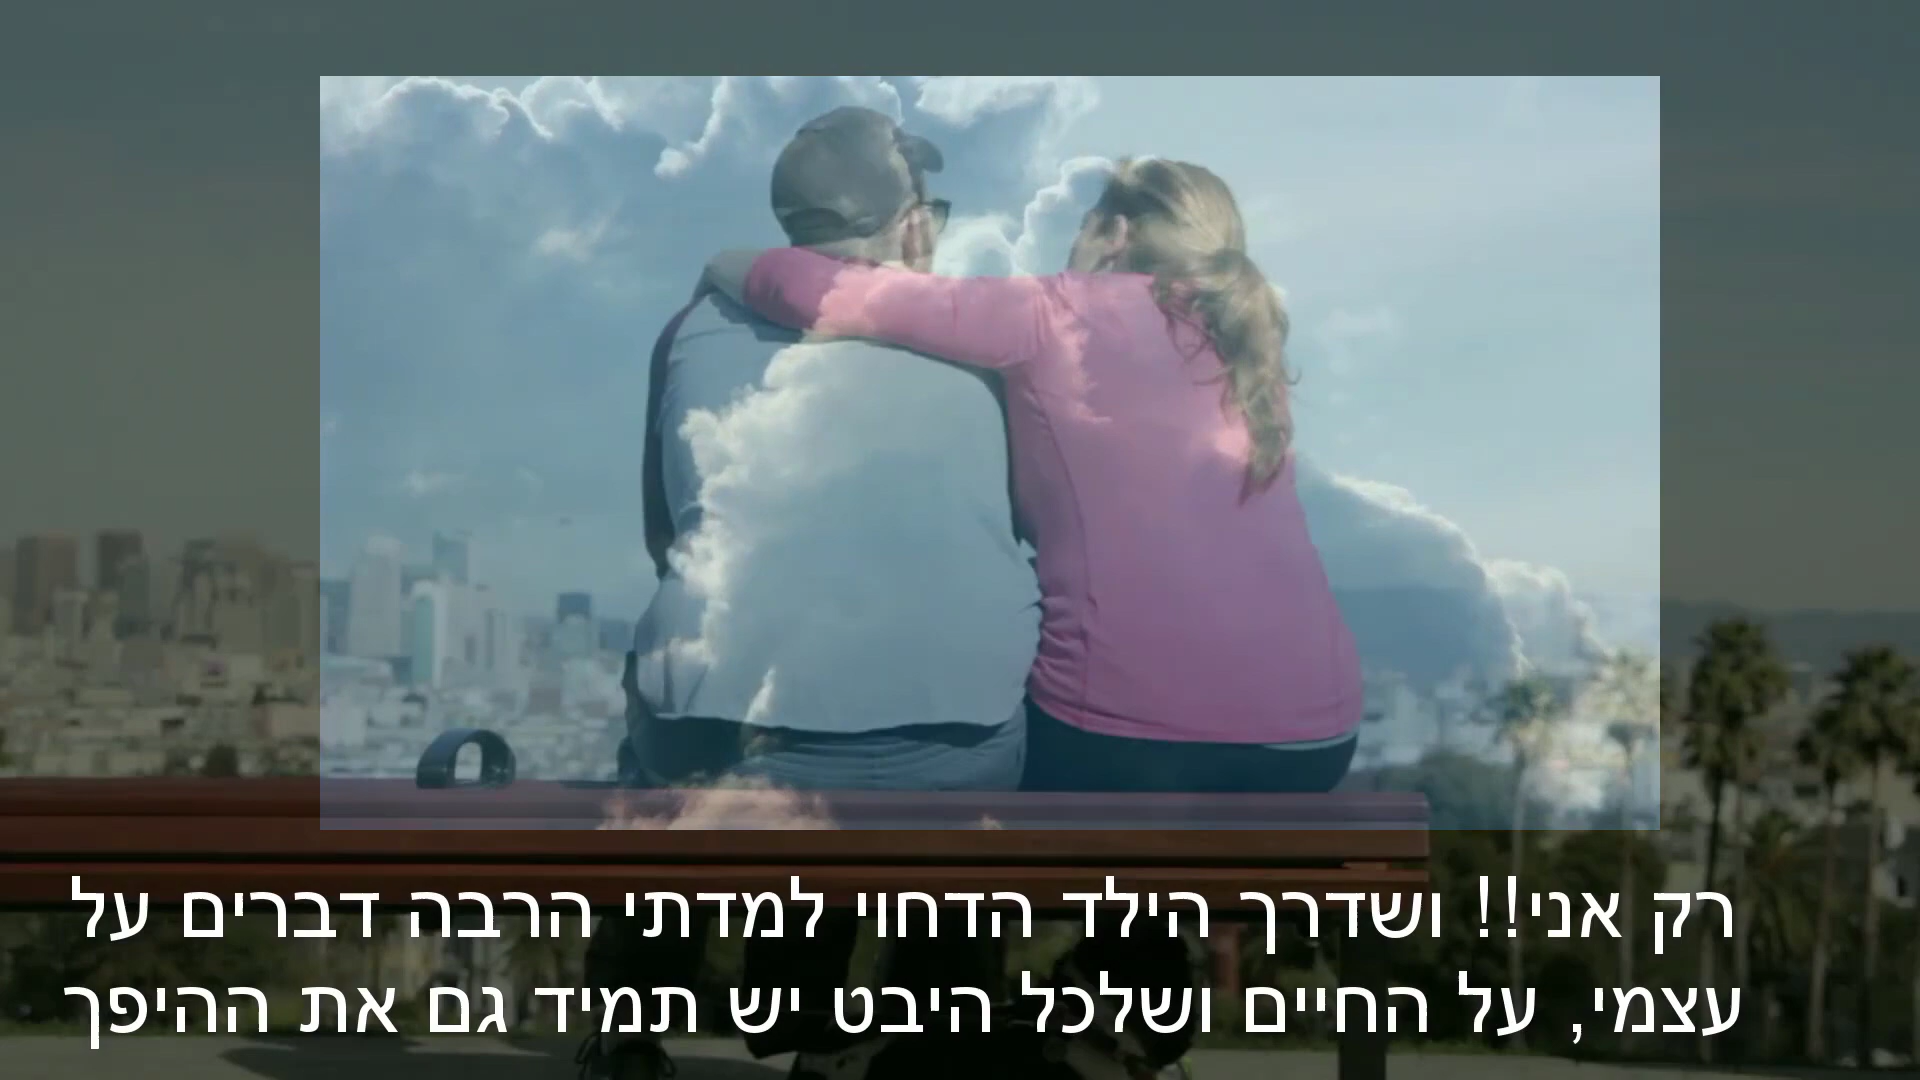 רק אני!! ושדרך הילד הדחוי למדתי הרבה דברים על
עצמי, על החיים ושלכל היבט יש תמיד גם את ההיפך